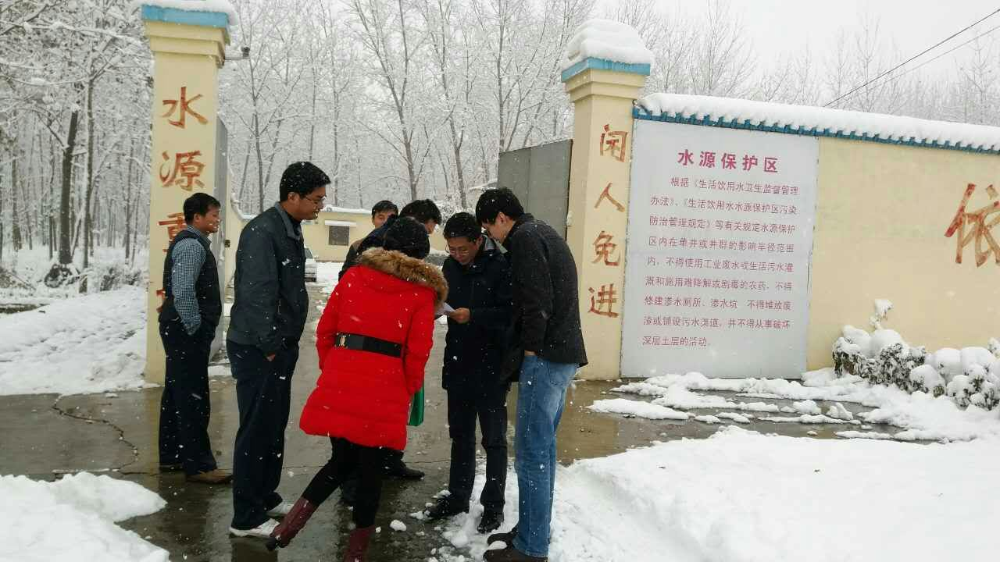 水源重
闲人免进
水源保护区
根据《生活饮用水卫生监督管理
办法》、《生活饮用水水源保护区污染
防治管理规定》等有关规定水源保护
区内在单井或井群的影响半径范围
内，不得使用工业废水或生活污水灌
溉和施用难降解或剧毒的农药，不得
修建渗水厕所、渗水坑 不得堆放废
渣或铺设污水渠道，并不得从事破坏
深层土层的活动。
依